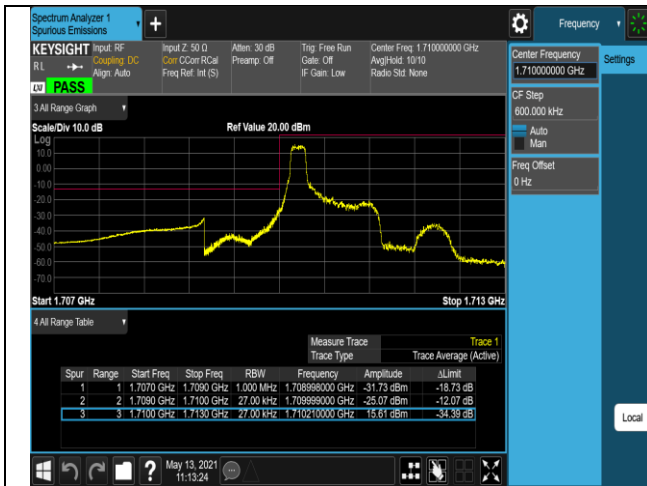 Spectrum Analyzer 1
Spurious Emissions
Frequency
KEYSIGHT
RL
Input: RF
Coupling: DC
Align: Auto
Input Z: 50 Ω
Corr CCorr RCal
Freq Ref: Int (S)
Atten: 30 dB
Preamp: Off
Trig: Free Run
Gate: Off
IF Gain: Low
Center Freq: 1.710000000 GHz
Avg|Hold: 10/10
Radio Std: None
LXI PASS
Center Frequency
1.710000000 GHz
Settings
CF Step
600.000 kHz
Auto
Man
Freq Offset
0 Hz
Local
3 All Range Graph
Scale/Div 10.0 dB Ref Value 20.00 dBm
Log
10.0
0.00
-10.0
-20.0
-30.0
-40.0
-50.0
-60.0
-70.0
Start 1.707 GHz Stop 1.713 GHz
4 All Range Table
Measure Trace Trace 1
Trace Type Trace Average (Active)
Spur Range Start Freq Stop Freq RBW Frequency Amplitude ΔLimit
1 1 1.7070 GHz 1.7090 GHz 1.000 MHz 1.708998000 GHz -31.73 dBm -18.73 dB
2 2 1.7090 GHz 1.7100 GHz 27.00 kHz 1.709999000 GHz -25.07 dBm -12.07 dB
3 3 1.7100 GHz 1.7130 GHz 27.00 kHz 1.710210000 GHz 15.61 dBm -34.39 dB
?
May 13, 2021
11:13:24